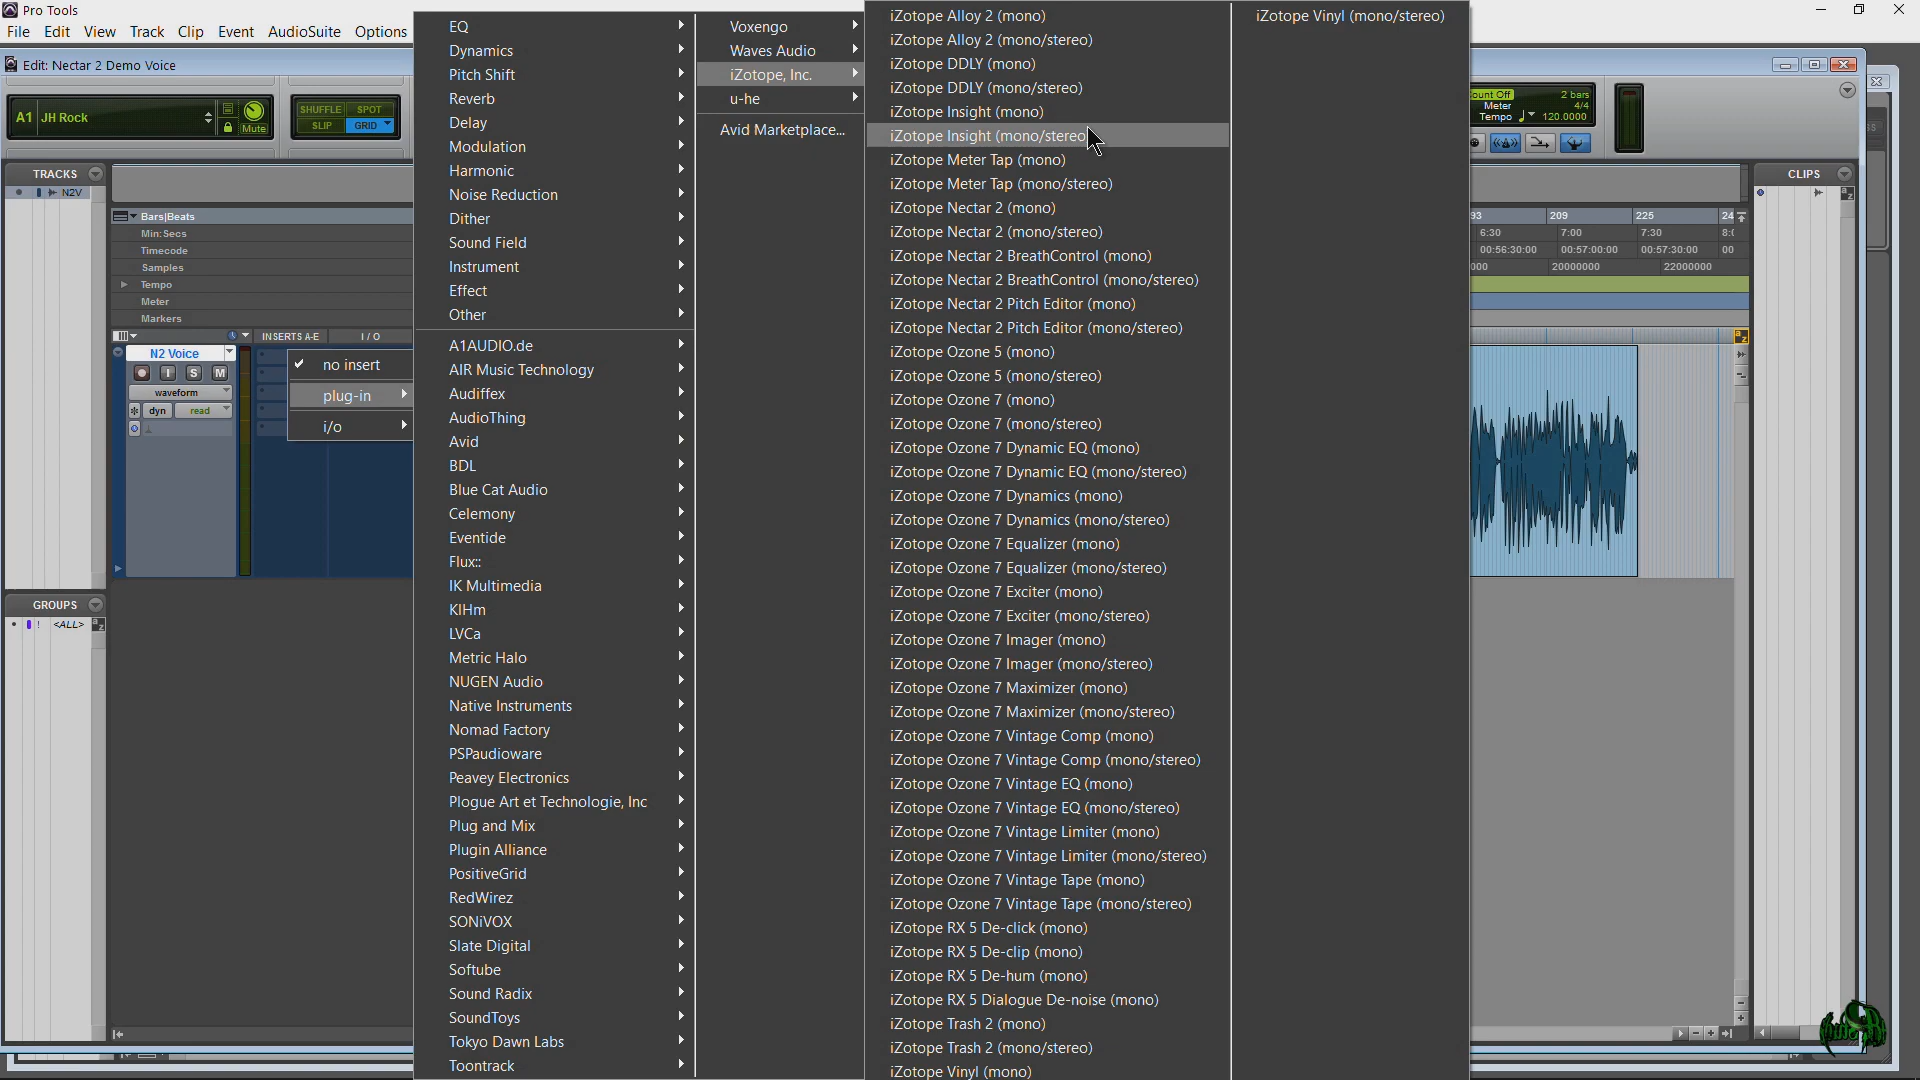 Pro Tools
File Edit View Track Clip Event AudioSuite Options
Edit: Nectar 2 Demo Voice
A1 JH Rock
Mute
SHUFFLE SPOT
SLIP GRID
TRACKS
N2V
GROUPS
<ALL>
Bars|Beats
Min:Secs
Timecode
Samples
Tempo
Meter
Markers
INSERTS A-E I / O
N2 Voice
I S M
waveform
dyn read
no insert
plug-in
i/o
EQ
Dynamics
Pitch Shift
Reverb
Delay
Modulation
Harmonic
Noise Reduction
Dither
Sound Field
Instrument
Effect
Other
A1AUDIO.de
AIR Music Technology
Audiffex
AudioThing
Avid
BDL
Blue Cat Audio
Celemony
Eventide
Flux::
IK Multimedia
KIHm
LVCa
Metric Halo
NUGEN Audio
Native Instruments
Nomad Factory
PSPaudioware
Peavey Electronics
Plogue Art et Technologie, Inc
Plug and Mix
Plugin Alliance
PositiveGrid
RedWirez
SONiVOX
Slate Digital
Softube
Sound Radix
SoundToys
Tokyo Dawn Labs
Toontrack
Voxengo
Waves Audio
iZotope, Inc.
u-he
Avid Marketplace...
iZotope Alloy 2 (mono)
iZotope Alloy 2 (mono/stereo)
iZotope DDLY (mono)
iZotope DDLY (mono/stereo)
iZotope Insight (mono)
iZotope Insight (mono/stereo)
iZotope Meter Tap (mono)
iZotope Meter Tap (mono/stereo)
iZotope Nectar 2 (mono)
iZotope Nectar 2 (mono/stereo)
iZotope Nectar 2 BreathControl (mono)
iZotope Nectar 2 BreathControl (mono/stereo)
iZotope Nectar 2 Pitch Editor (mono)
iZotope Nectar 2 Pitch Editor (mono/stereo)
iZotope Ozone 5 (mono)
iZotope Ozone 5 (mono/stereo)
iZotope Ozone 7 (mono)
iZotope Ozone 7 (mono/stereo)
iZotope Ozone 7 Dynamic EQ (mono)
iZotope Ozone 7 Dynamic EQ (mono/stereo)
iZotope Ozone 7 Dynamics (mono)
iZotope Ozone 7 Dynamics (mono/stereo)
iZotope Ozone 7 Equalizer (mono)
iZotope Ozone 7 Equalizer (mono/stereo)
iZotope Ozone 7 Exciter (mono)
iZotope Ozone 7 Exciter (mono/stereo)
iZotope Ozone 7 Imager (mono)
iZotope Ozone 7 Imager (mono/stereo)
iZotope Ozone 7 Maximizer (mono)
iZotope Ozone 7 Maximizer (mono/stereo)
iZotope Ozone 7 Vintage Comp (mono)
iZotope Ozone 7 Vintage Comp (mono/stereo)
iZotope Ozone 7 Vintage EQ (mono)
iZotope Ozone 7 Vintage EQ (mono/stereo)
iZotope Ozone 7 Vintage Limiter (mono)
iZotope Ozone 7 Vintage Limiter (mono/stereo)
iZotope Ozone 7 Vintage Tape (mono)
iZotope Ozone 7 Vintage Tape (mono/stereo)
iZotope RX 5 De-click (mono)
iZotope RX 5 De-clip (mono)
iZotope RX 5 De-hum (mono)
iZotope RX 5 Dialogue De-noise (mono)
iZotope Trash 2 (mono)
iZotope Trash 2 (mono/stereo)
iZotope Vinyl (mono)
iZotope Vinyl (mono/stereo)
ount Off 2 bars
Meter 4/4
Tempo 120.0000
93 209 225 24
6:30 7:00 7:30 8:(
00:56:30:00 00:57:00:00 00:57:30:00 00
000 20000000 22000000
CLIPS